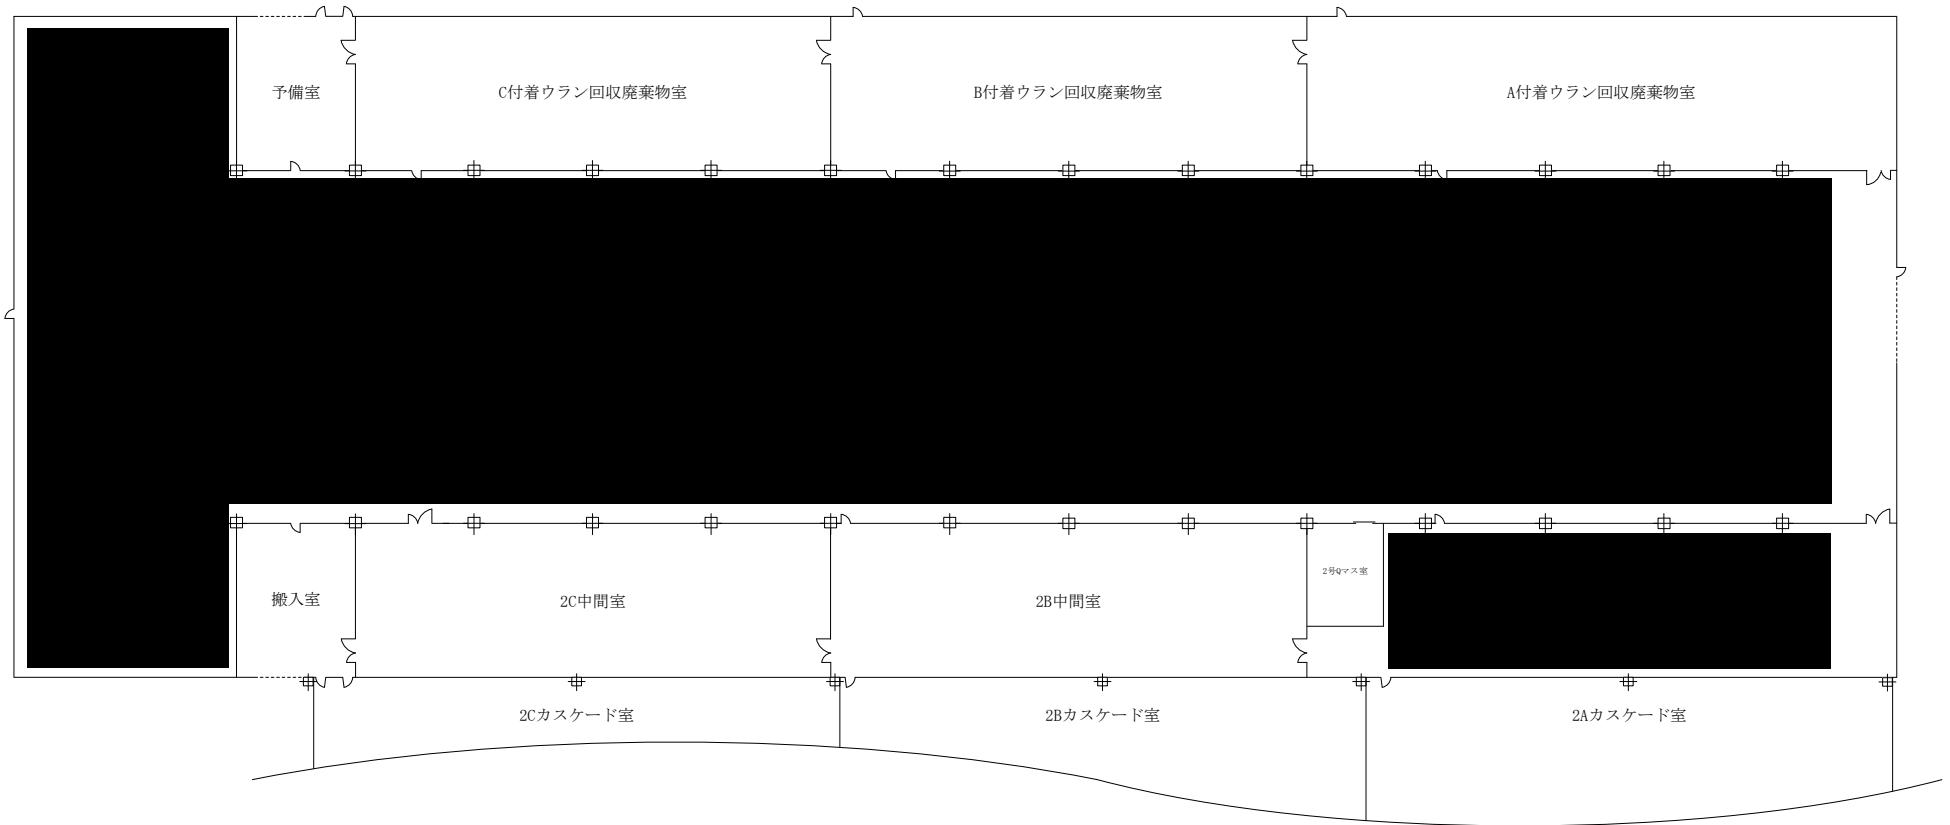 予備室
C付着ウラン回収廃棄物室
B付着ウラン回収廃棄物室
A付着ウラン回収廃棄物室
搬入室
2C中間室
2B中間室
2号Qマス室
2Cカスケード室
2Bカスケード室
2Aカスケード室